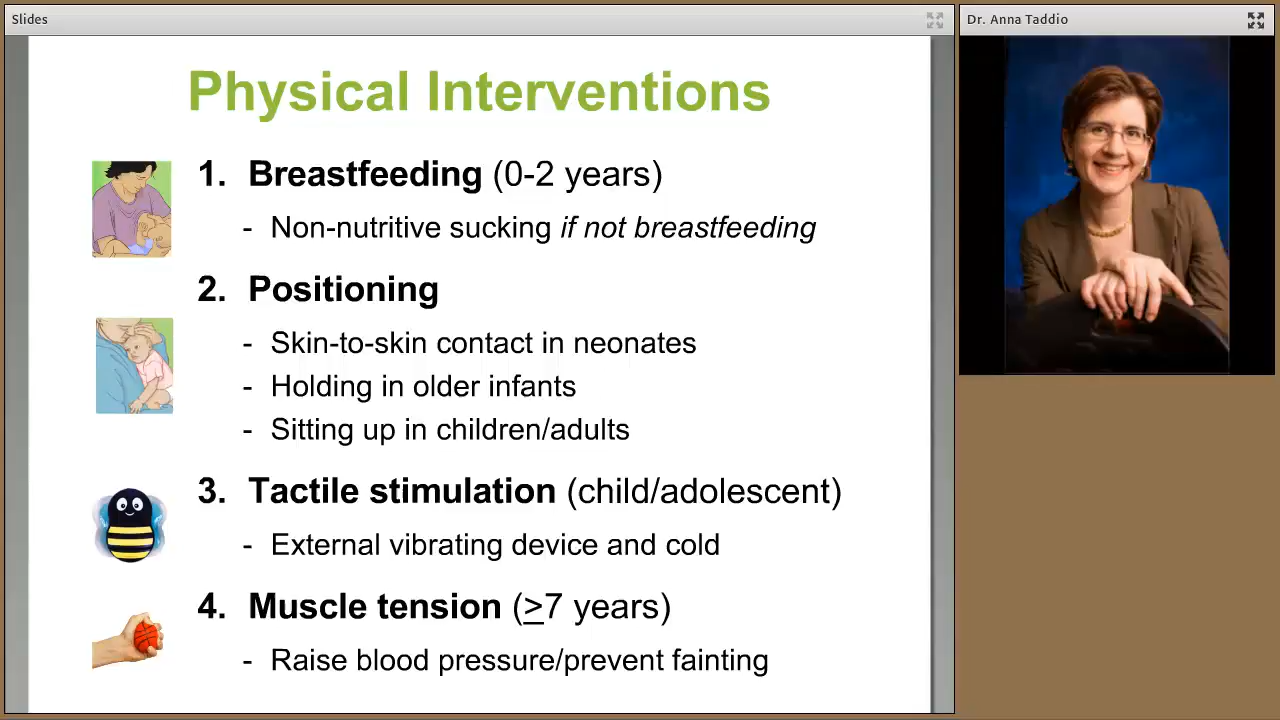 Slides
Dr. Anna Taddio
Physical Interventions
1. Breastfeeding (0-2 years)
- Non-nutritive sucking if not breastfeeding
2. Positioning
- Skin-to-skin contact in neonates
- Holding in older infants
- Sitting up in children/adults
3. Tactile stimulation (child/adolescent)
- External vibrating device and cold
4. Muscle tension (≥7 years)
- Raise blood pressure/prevent fainting